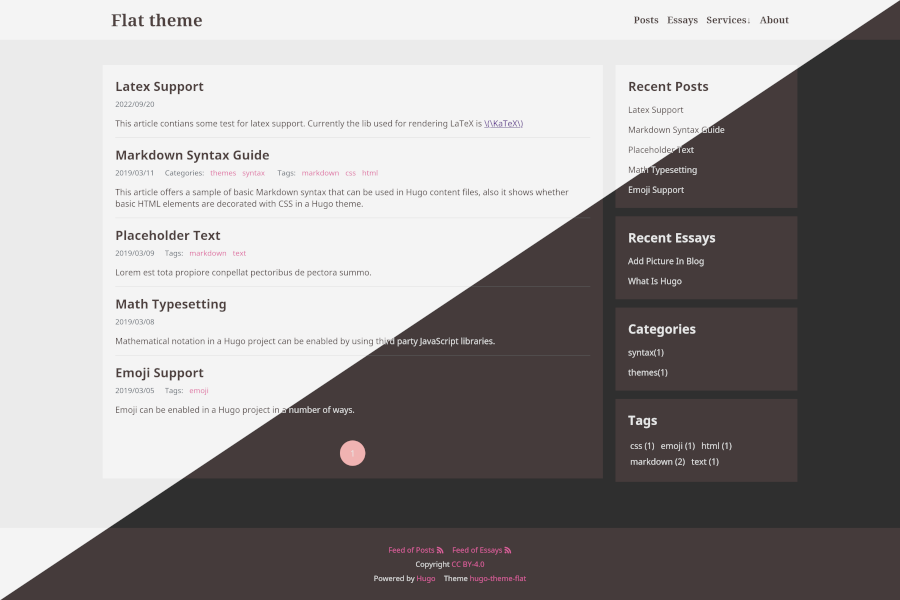 Flat theme
Posts Essays Services↓ About
Latex Support
2022/09/20
This article contians some test for latex support. Currently the lib used for rendering LaTeX is \(\KaTeX\)
Markdown Syntax Guide
2019/03/11 Categories: themes syntax Tags: markdown css html
This article offers a sample of basic Markdown syntax that can be used in Hugo content files, also it shows whether
basic HTML elements are decorated with CSS in a Hugo theme.
Placeholder Text
2019/03/09 Tags: markdown text
Lorem est tota propiore conpellat pectoribus de pectora summo.
Math Typesetting
2019/03/08
Mathematical notation in a Hugo project can be enabled by using third party JavaScript libraries.
Emoji Support
2019/03/05 Tags: emoji
Emoji can be enabled in a Hugo project in a number of ways.
1
Recent Posts
Latex Support
Markdown Syntax Guide
Placeholder Text
Math Typesetting
Emoji Support
Recent Essays
Add Picture In Blog
What Is Hugo
Categories
syntax(1)
themes(1)
Tags
css (1) emoji (1) html (1)
markdown (2) text (1)
Feed of Posts Feed of Essays
Copyright CC BY-4.0
Powered by Hugo Theme hugo-theme-flat